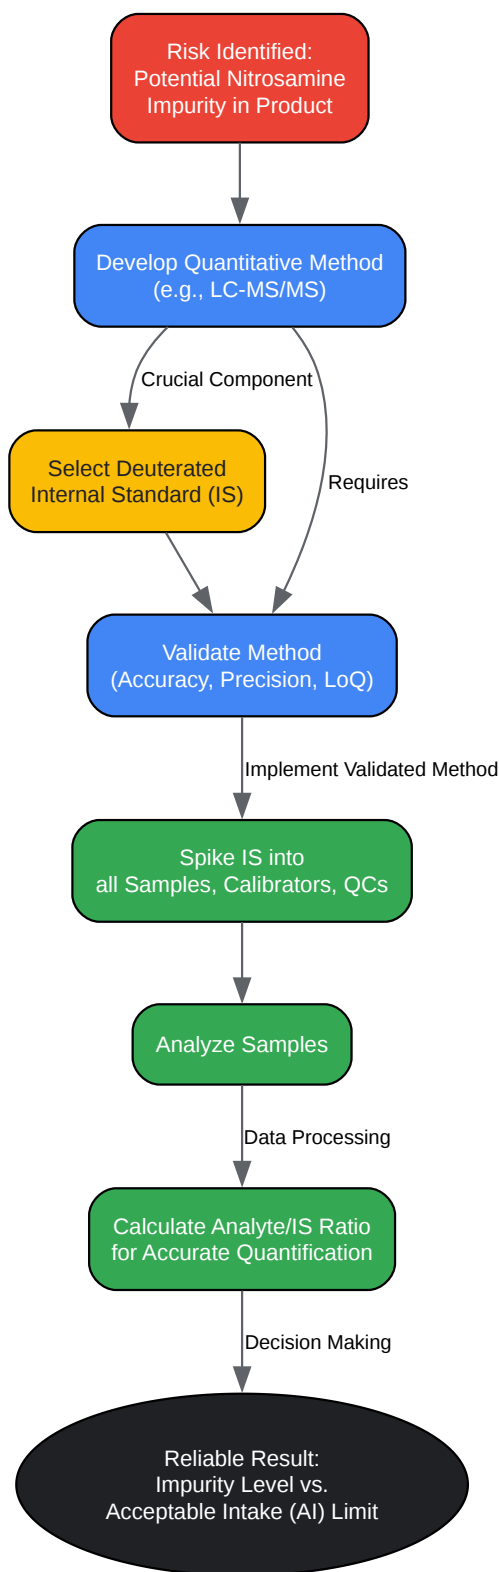 Risk Identified:
Potential Nitrosamine
Impurity in Product
Develop Quantitative Method
(e.g., LC-MS/MS)
Crucial Component
Select Deuterated
Internal Standard (IS)
Requires
Validate Method
(Accuracy, Precision, LoQ)
Implement Validated Method
Spike IS into
all Samples, Calibrators, QCs
Analyze Samples
Data Processing
Calculate Analyte/IS Ratio
for Accurate Quantification
Decision Making
Reliable Result:
Impurity Level vs.
Acceptable Intake (AI) Limit